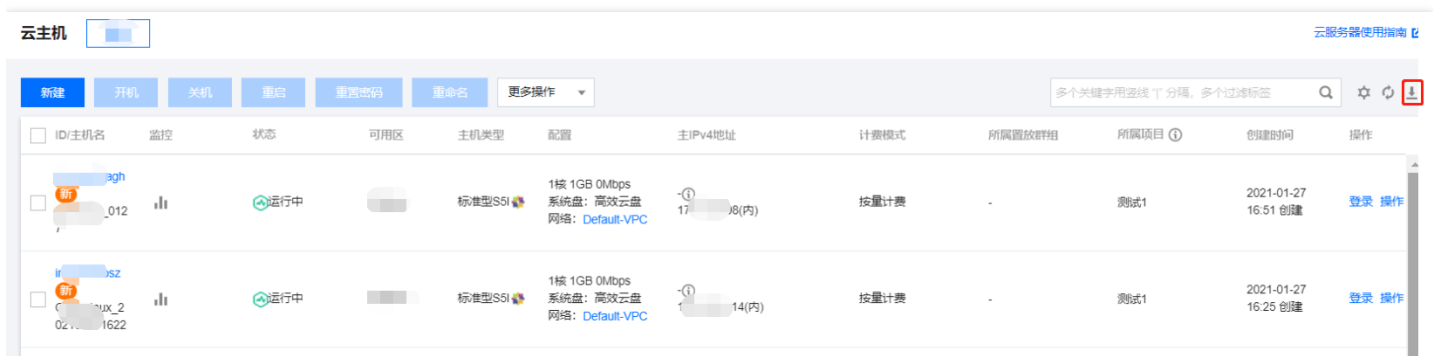 云主机
云服务器使用指南
新建 开机 关机 重启 重置密码 重命名 更多操作 多个关键字用竖线 "|" 分隔，多个过滤标签
ID/主机名 监控 状态 可用区 主机类型 配置 主IPv4地址 计费模式 所属置放群组 所属项目 创建时间 操作
agh
新
_012
运行中
标准型S5
1核 1GB 0Mbps
系统盘：高效云盘
网络：Default-VPC
-
17 98(内)
按量计费
-
测试1
2021-01-27
16:51 创建
登录 操作
新
ux_2
1622
运行中
标准型S5
1核 1GB 0Mbps
系统盘：高效云盘
网络：Default-VPC
-
14(内)
按量计费
-
测试1
2021-01-27
16:25 创建
登录 操作